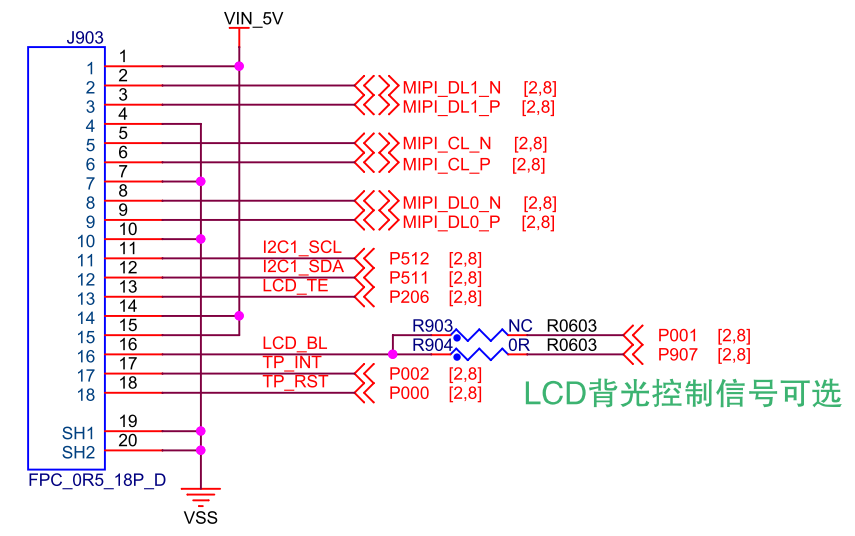 VIN_5V
J903
1 1
2 2 MIPI_DL1_N [2,8]
3 3 MIPI_DL1_P [2,8]
4 4
5 5 MIPI_CL_N [2,8]
6 6 MIPI_CL_P [2,8]
7 7
8 8 MIPI_DL0_N [2,8]
9 9 MIPI_DL0_P [2,8]
10 10
11 11 I2C1_SCL P512 [2,8]
12 12 I2C1_SDA P511 [2,8]
13 13 LCD_TE P206 [2,8]
14 14
15 15 R903 NC R0603 P001 [2,8]
16 16 LCD_BL R904 0R R0603 P907 [2,8]
17 17 TP_INT P002 [2,8]
18 18 TP_RST P000 [2,8]
LCD背光控制信号可选
SH1 19
SH2 20
FPC_0R5_18P_D
VSS